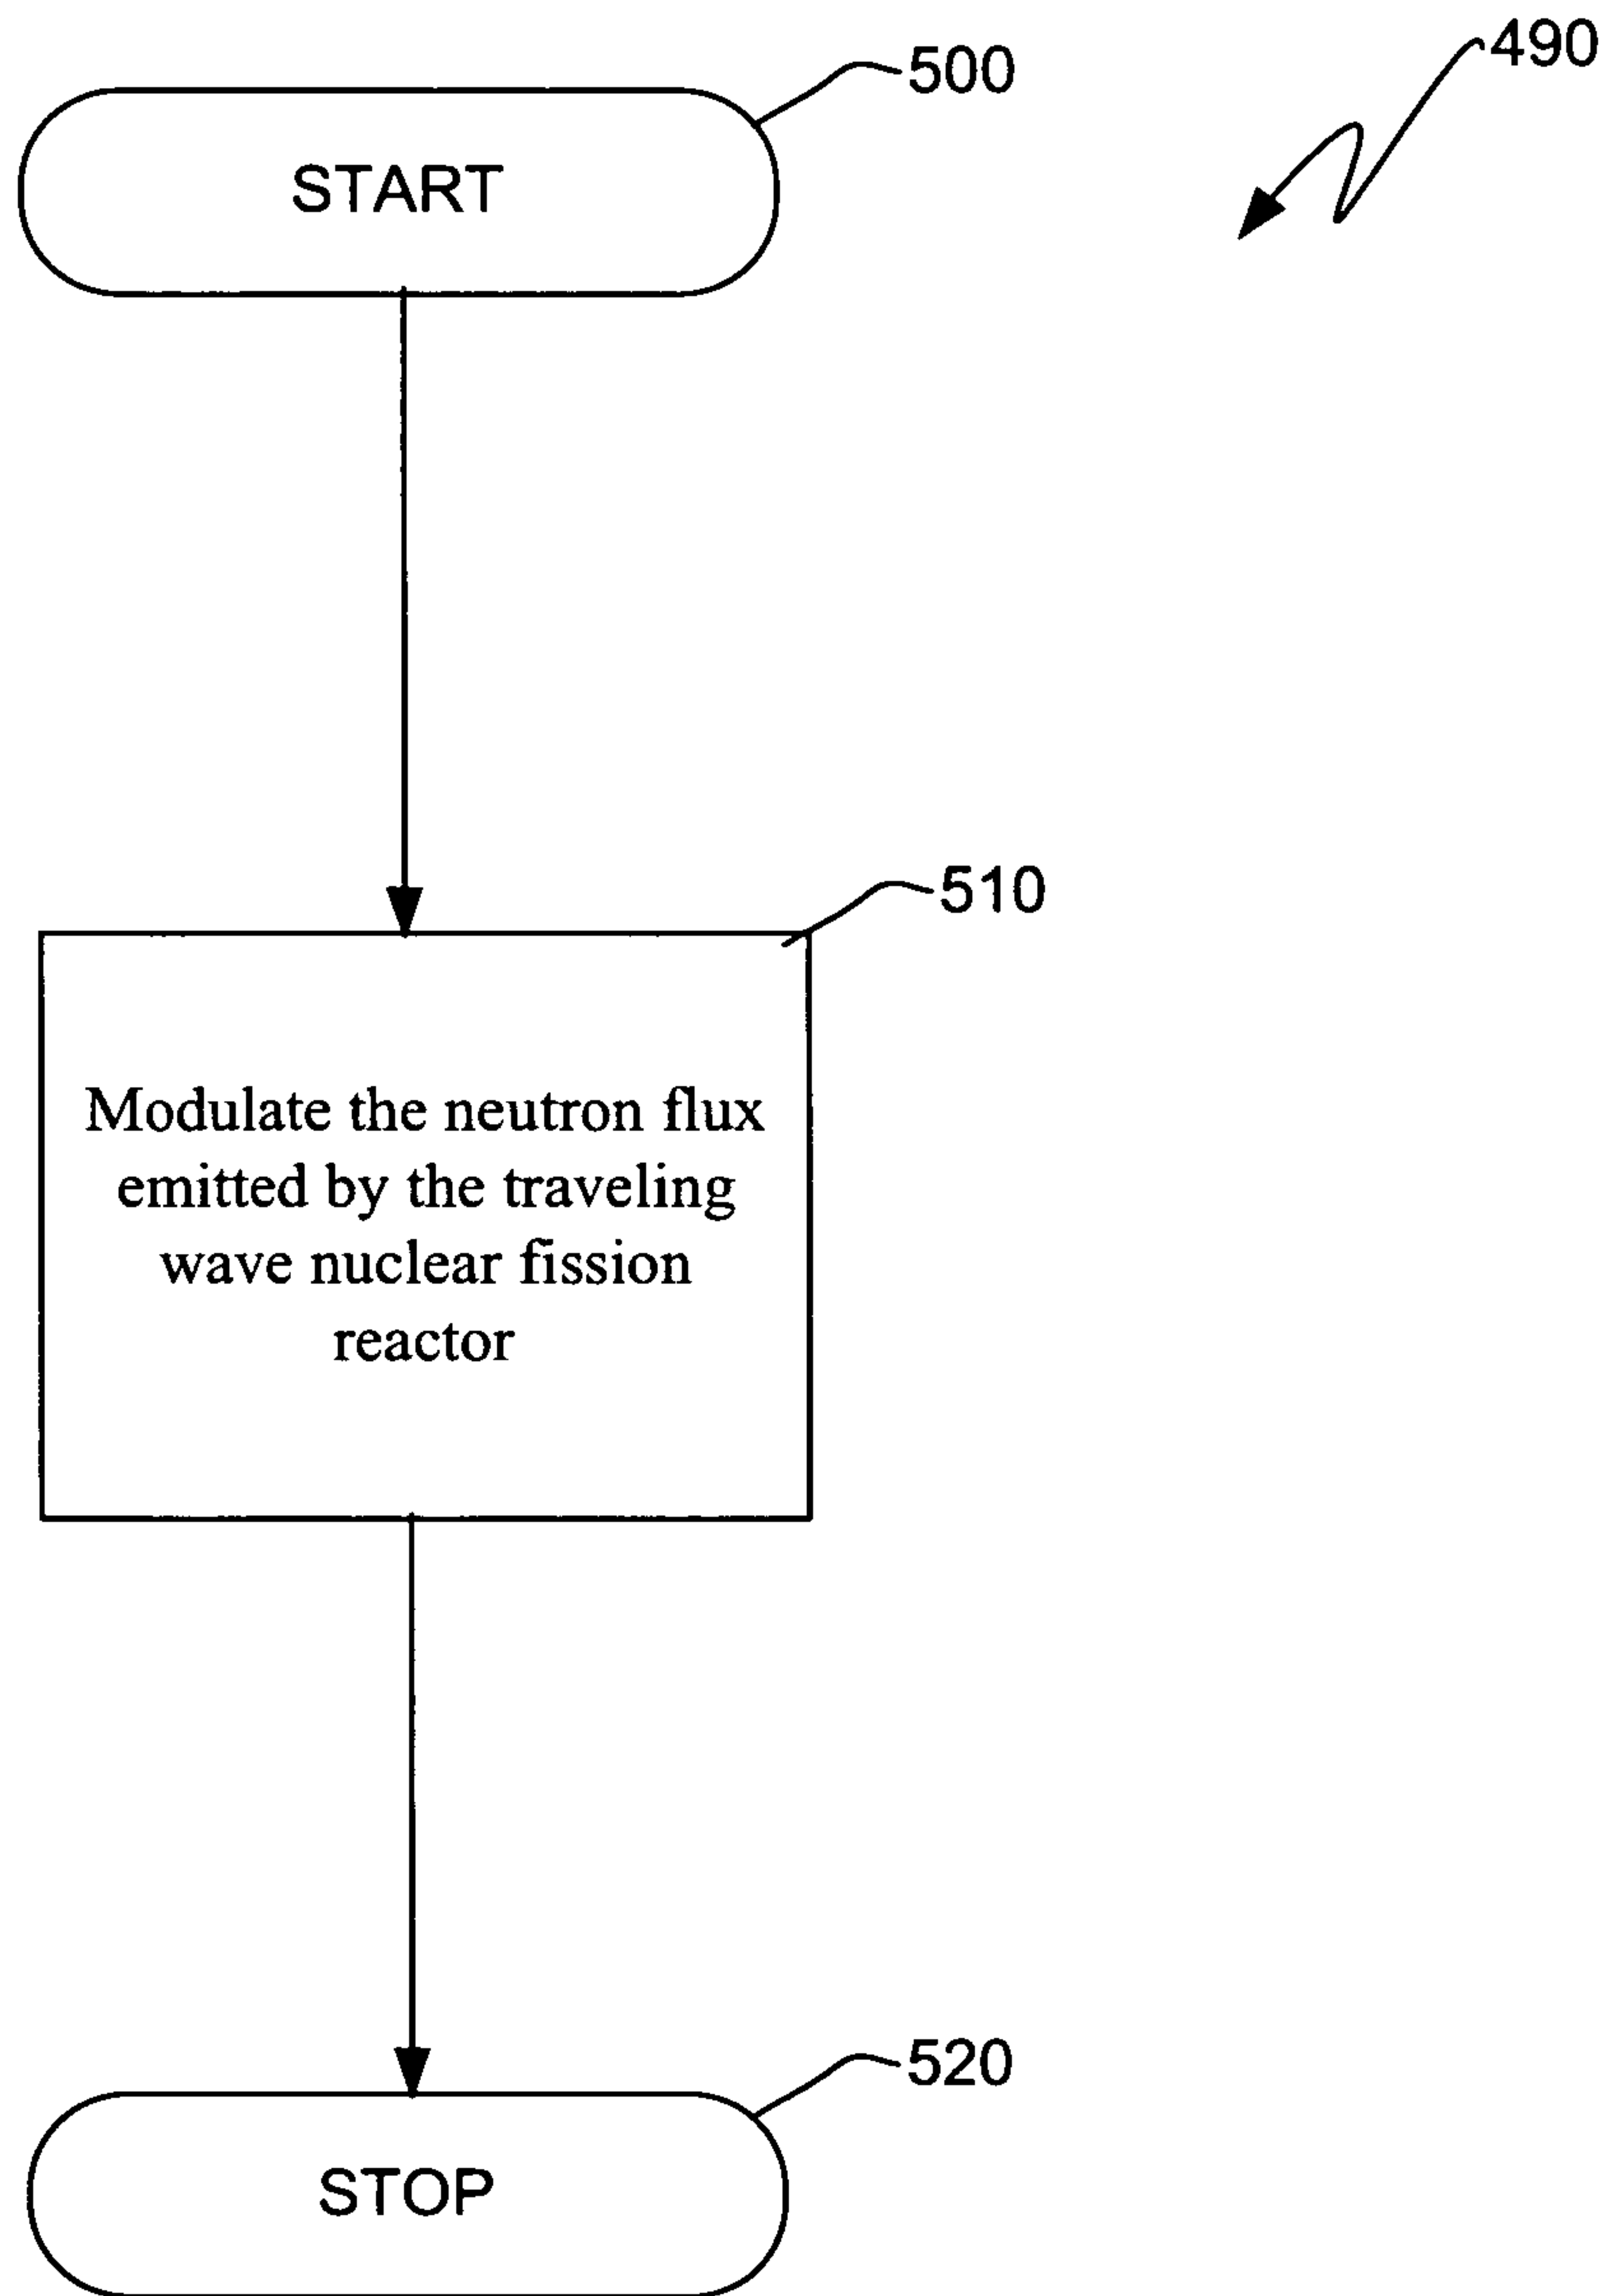 490
500
START
510
Modulate the neutron flux
emitted by the traveling
wave nuclear fission
reactor
520
STOP